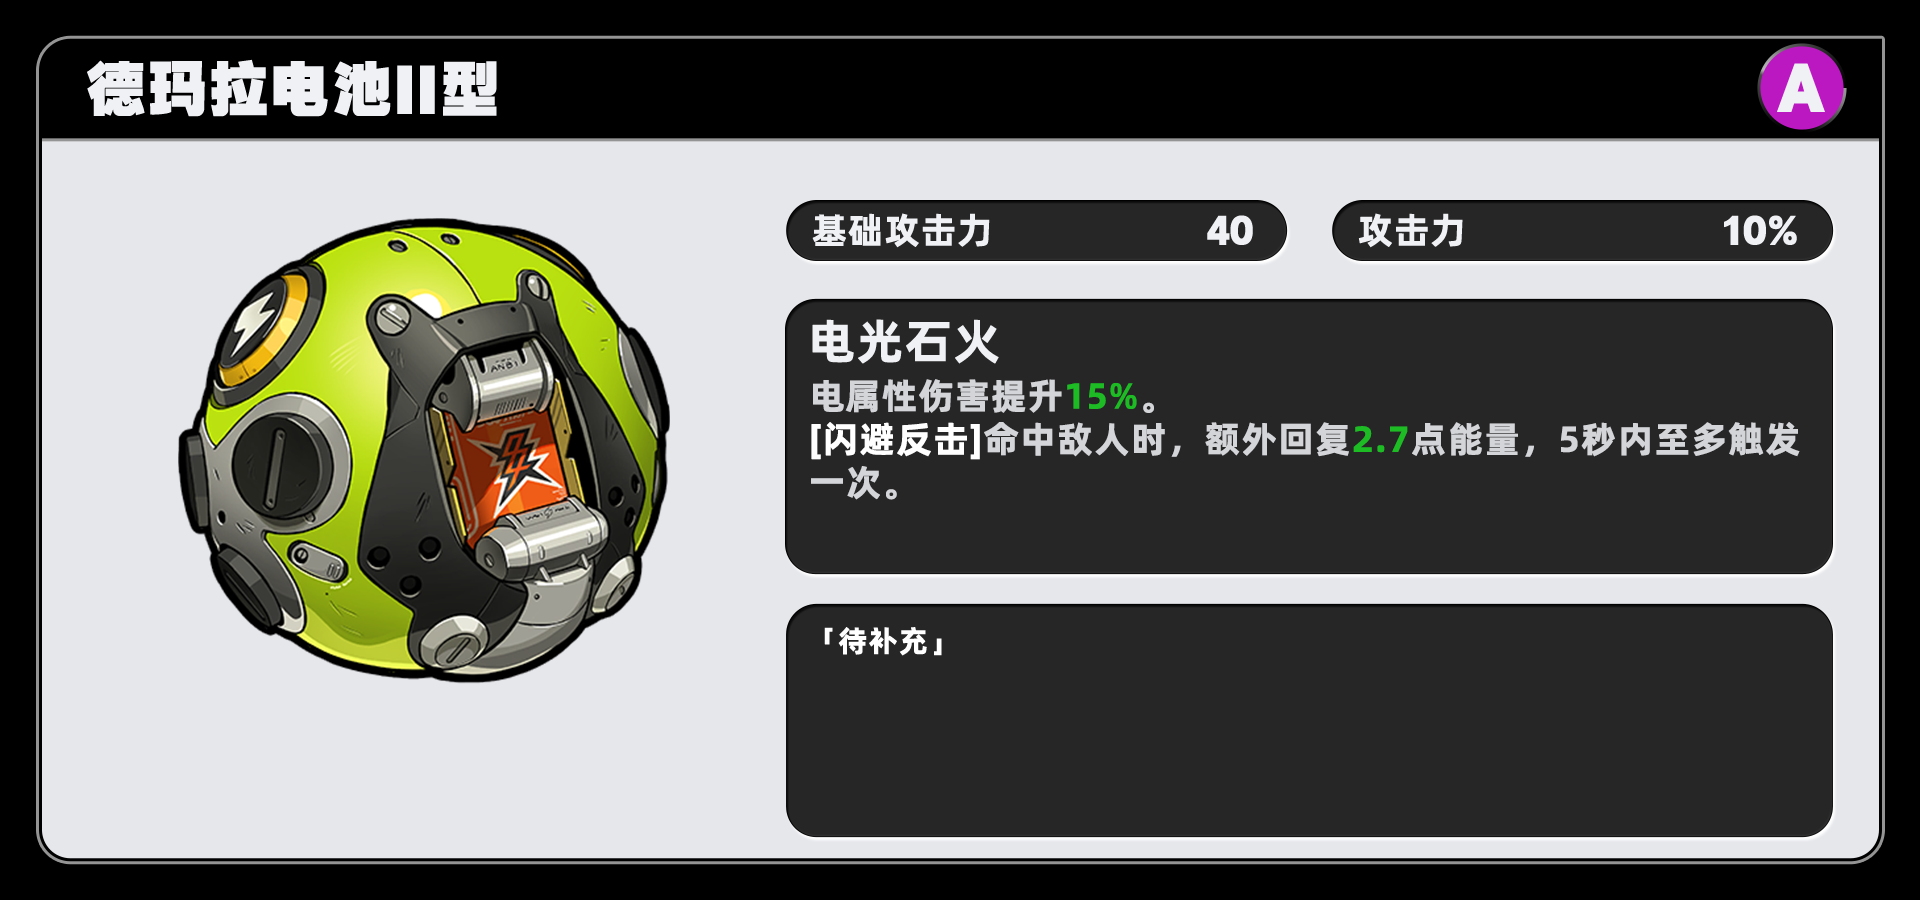 德玛拉电池II型
A
基础攻击力 40
攻击力 10%
电光石火
电属性伤害提升15%。
[闪避反击]命中敌人时，额外回复2.7点能量，5秒内至多触发
一次。
「待补充」